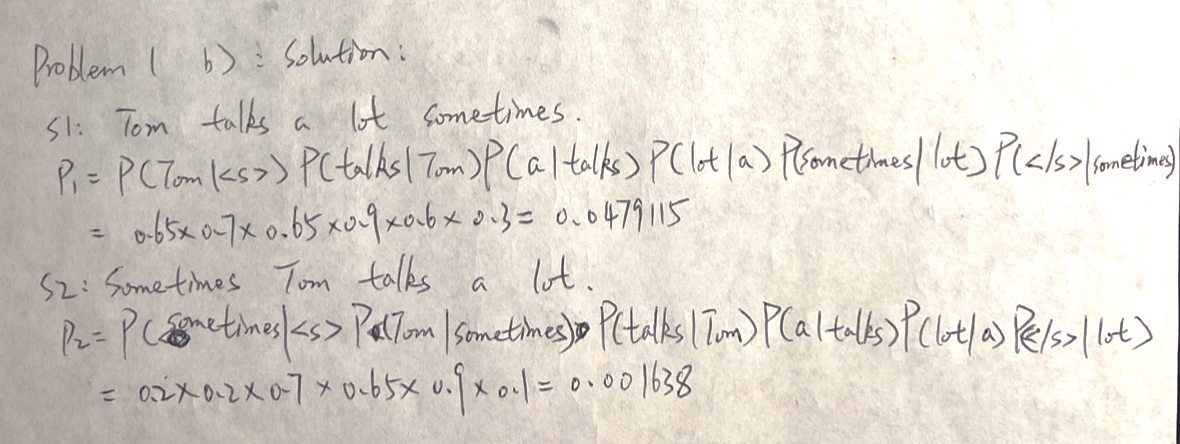 Problem 1 b) : Solution:
S1: Tom talks a lot sometimes.
P₁ = P(Tom|<s>) P(talks|Tom) P(a|talks) P(lot|a) P(sometimes|lot) P(</s>|sometimes)
= 0.65×0.7×0.65×0.9×0.6×0.3= 0.0479115
S2: Sometimes Tom talks a lot.
P₂= P(Sometimes|<s> P(Tom|sometimes) P(talks|Tom) P(a|talks) P(lot|a) P(</s>|lot)
= 0.2×0.2×0.7×0.65×0.9×0.1= 0.001638